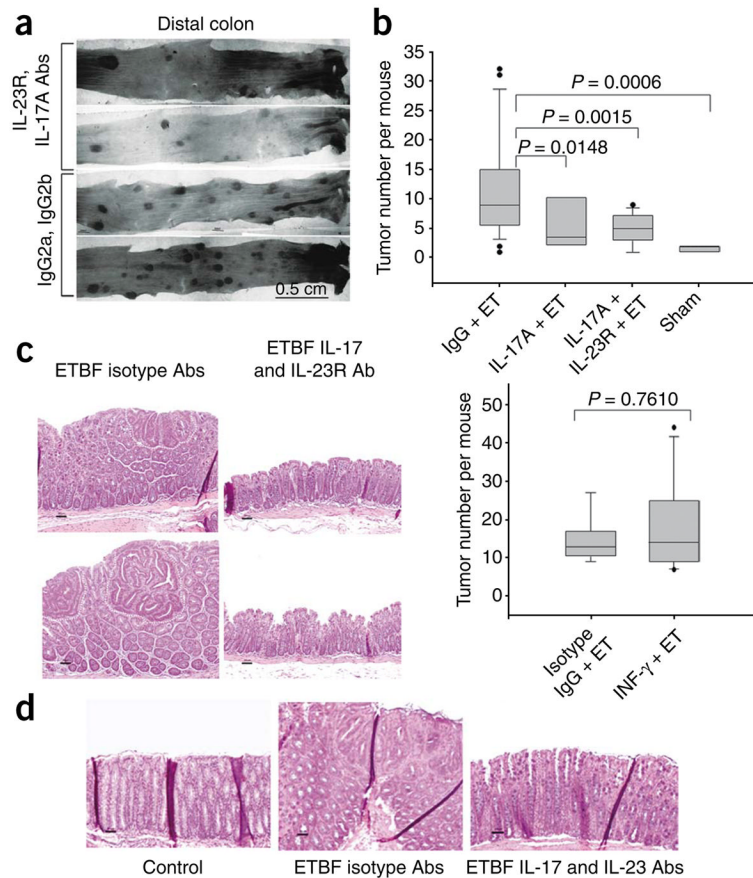 a
Distal colon
IL-23R,
IL-17A Abs
IgG2a, IgG2b
0.5 cm
b
Tumor number per mouse
35
30
25
20
15
10
5
0
P = 0.0006
P = 0.0015
P = 0.0148
IgG + ET
IL-17A + ET
IL-17A +
IL-23R + ET
Sham
c
ETBF isotype Abs
ETBF IL-17
and IL-23R Ab
Tumor number per mouse
50
40
30
20
10
0
P = 0.7610
Isotype
IgG + ET
INF-γ + ET
d
Control
ETBF isotype Abs
ETBF IL-17 and IL-23 Abs